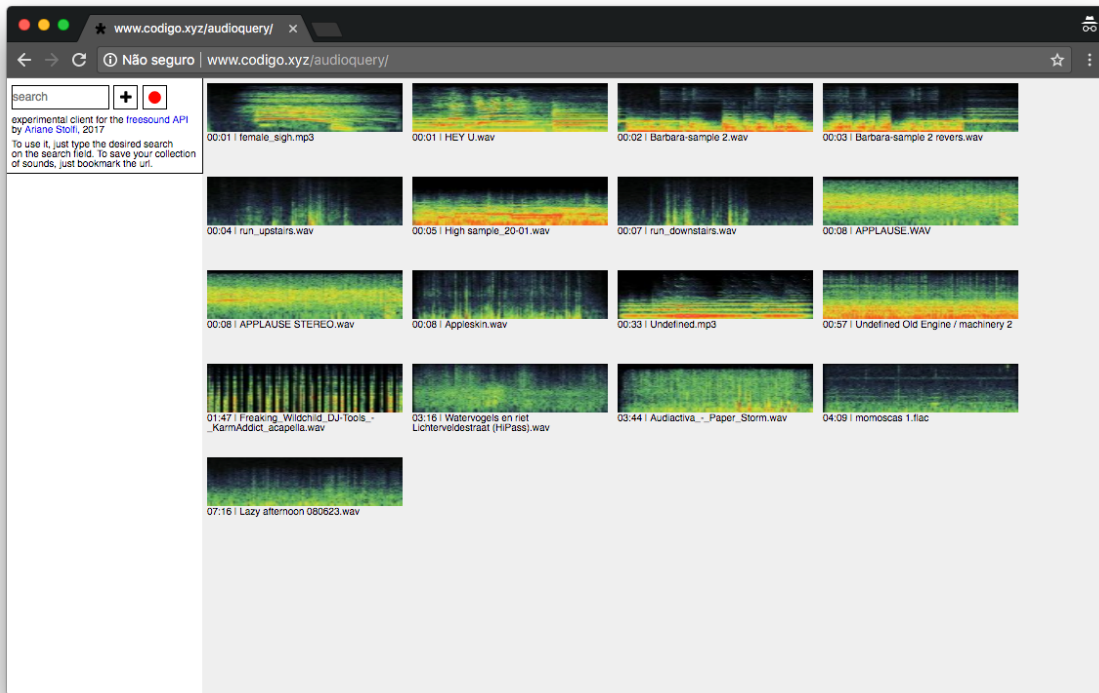 www.codigo.xyz/audioquery/
Não seguro | www.codigo.xyz/audioquery/
search
experimental client for the freesound API
by Ariane Stolfi, 2017
To use it, just type the desired search
on the search field. To save your collection
of sounds, just bookmark the url.
00:01 | female_sigh.mp3
00:01 | HEY U.wav
00:02 | Barbara-sample 2.wav
00:03 | Barbara-sample 2 revers.wav
00:04 | run_upstairs.wav
00:05 | High sample_20-01.wav
00:07 | run_downstairs.wav
00:08 | APPLAUSE.WAV
00:08 | APPLAUSE STEREO.wav
00:08 | Appleskin.wav
00:33 | Undefined.mp3
00:57 | Undefined Old Engine / machinery 2
01:47 | Freaking_Wildchild_DJ-Tools_-
_KarmAddict_acapella.wav
03:16 | Watervogels en riet
Lichterveldestraat (HiPass).wav
03:44 | Audiactiva_-_Paper_Storm.wav
04:09 | momoscas 1.flac
07:16 | Lazy afternoon 080623.wav